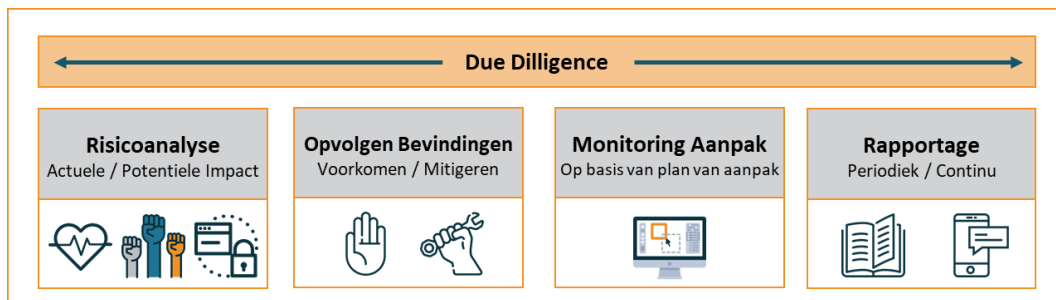 Due Dilligence
Risicoanalyse
Actuele / Potentiele Impact
Opvolgen Bevindingen
Voorkomen / Mitigeren
Monitoring Aanpak
Op basis van plan van aanpak
Rapportage
Periodiek / Continu